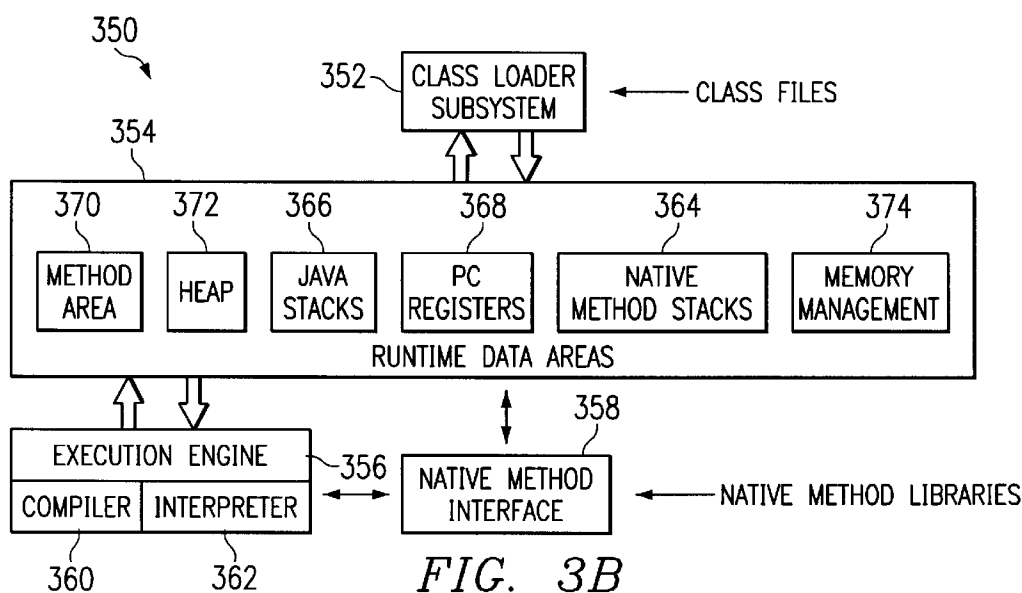 350
352
CLASS LOADER
SUBSYSTEM
CLASS FILES
354
370
372
366
368
364
374
METHOD
AREA
HEAP
JAVA
STACKS
PC
REGISTERS
NATIVE
METHOD STACKS
MEMORY
MANAGEMENT
RUNTIME DATA AREAS
358
EXECUTION ENGINE
356
COMPILER
INTERPRETER
NATIVE METHOD
INTERFACE
NATIVE METHOD LIBRARIES
360
362
FIG. 3B